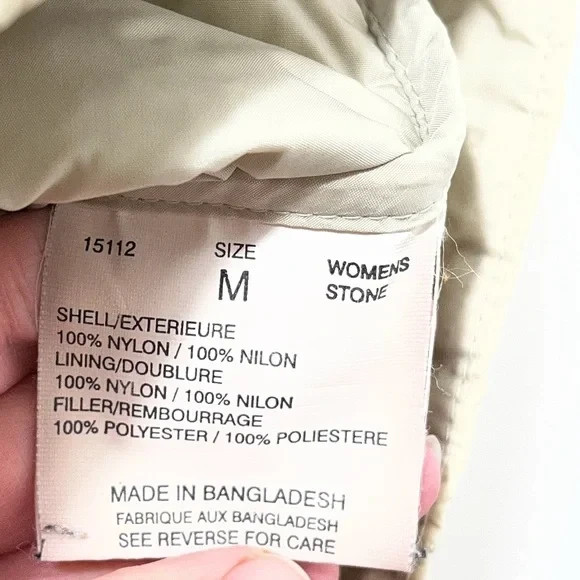 15112 SIZE WOMENS
M STONE
SHELL/EXTERIEURE
100% NYLON / 100% NILON
LINING/DOUBLURE
100% NYLON / 100% NILON
FILLER/REMBOURRAGE
100% POLYESTER / 100% POLIESTERE
MADE IN BANGLADESH
FABRIQUE AUX BANGLADESH
SEE REVERSE FOR CARE